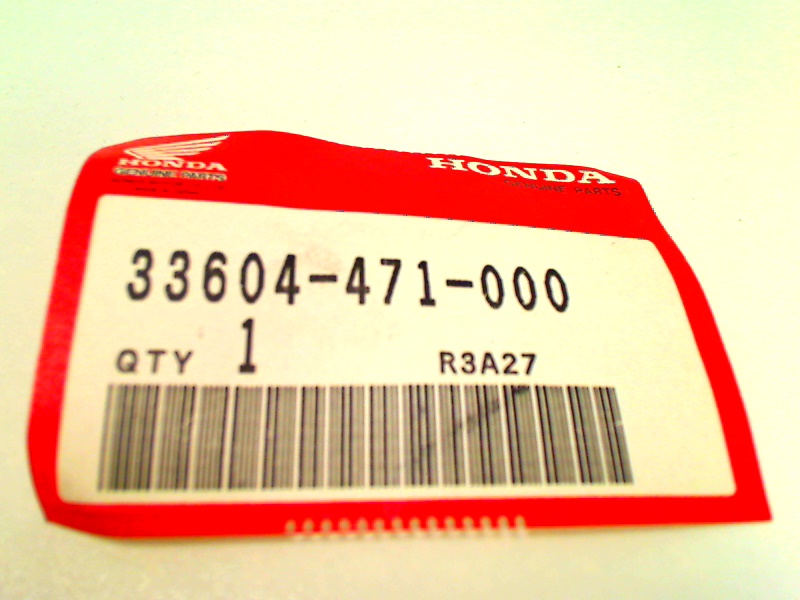 HONDA
GENUINE PARTS
HONDA
GENUINE PARTS
33604-471-000
QTY 1 R3A27